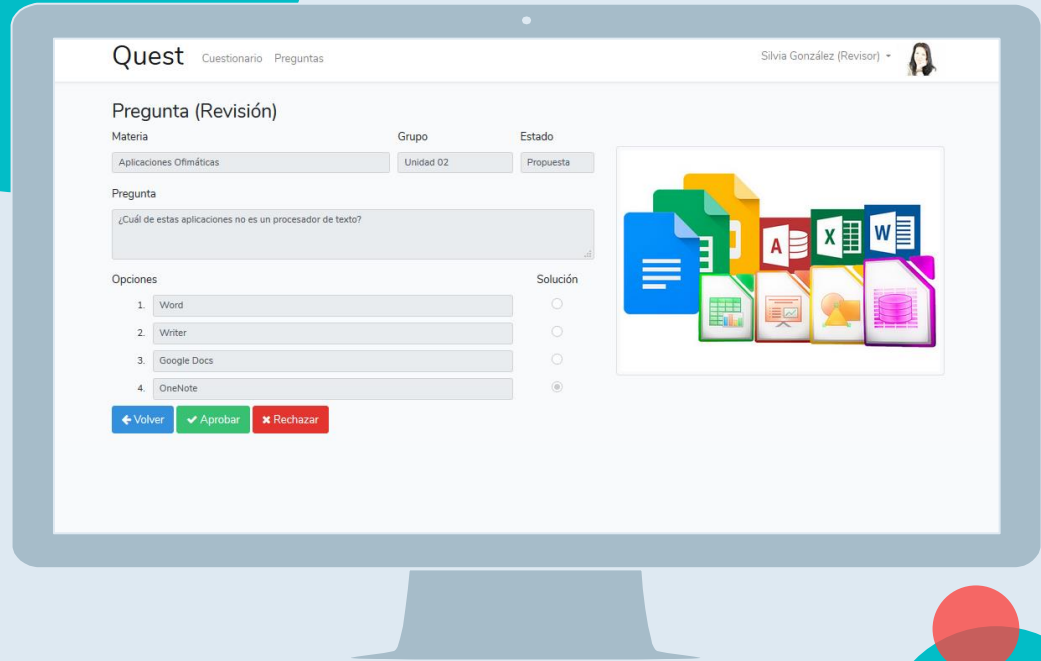 Quest Cuestionario Preguntas Silvia González (Revisor)
Pregunta (Revisión)
Materia Grupo Estado
Aplicaciones Ofimáticas Unidad 02 Propuesta
Pregunta
¿Cuál de estas aplicaciones no es un procesador de texto?
Opciones Solución
1. Word
2. Writer
3. Google Docs
4. OneNote
Volver Aprobar Rechazar
A X W